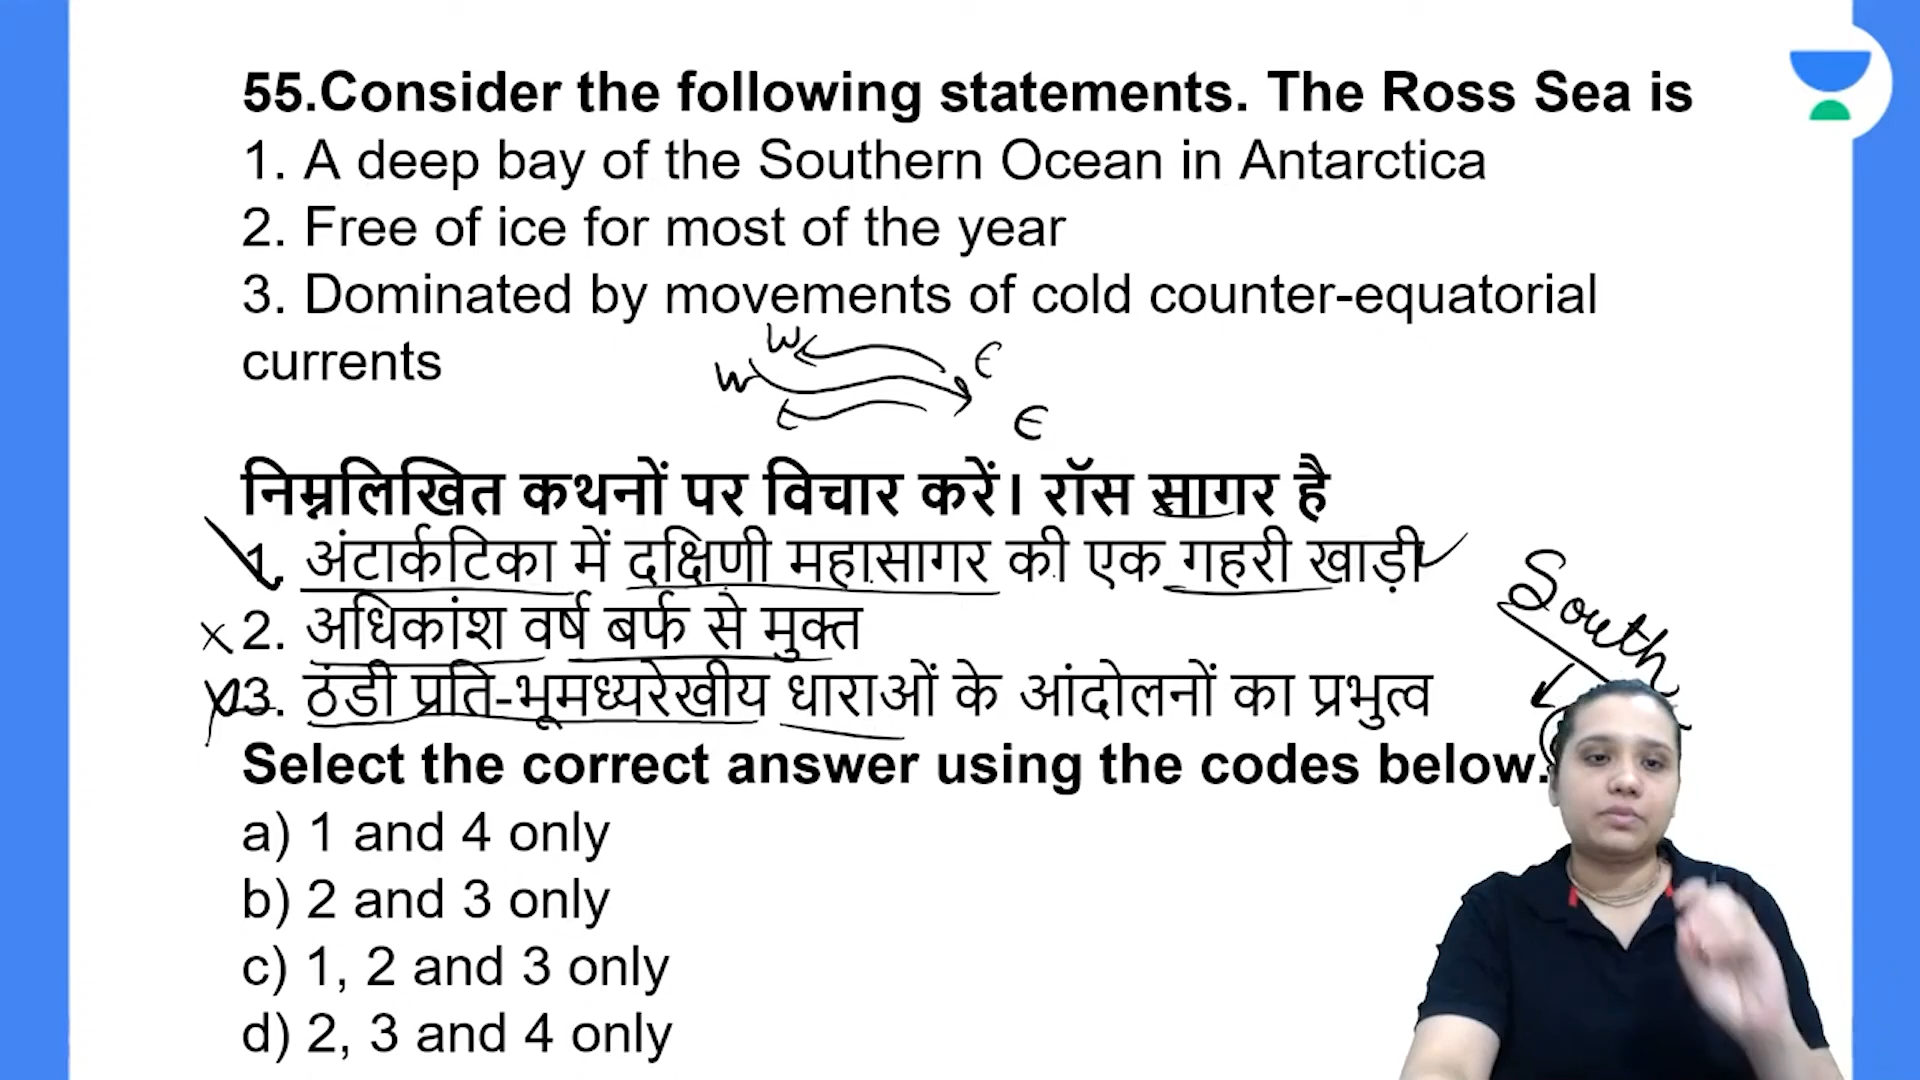 55.Consider the following statements. The Ross Sea is
1. A deep bay of the Southern Ocean in Antarctica
2. Free of ice for most of the year
3. Dominated by movements of cold counter-equatorial
currents
W E
W E
निम्नलिखित कथनों पर विचार करें। रॉस सागर है
1. अंटार्कटिका में दक्षिणी महासागर की एक गहरी खाड़ी
South
2. अधिकांश वर्ष बर्फ से मुक्त
3. ठंडी प्रति-भूमध्यरेखीय धाराओं के आंदोलनों का प्रभुत्व
Select the correct answer using the codes below.
a) 1 and 4 only
b) 2 and 3 only
c) 1, 2 and 3 only
d) 2, 3 and 4 only